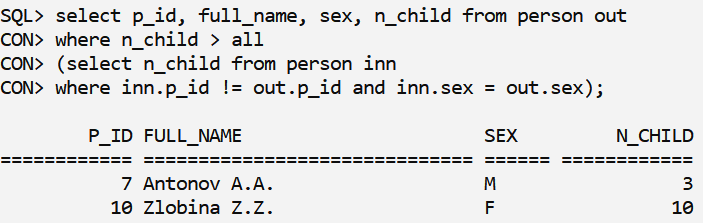 SQL> select p_id, full_name, sex, n_child from person out
CON> where n_child > all
CON> (select n_child from person inn
CON> where inn.p_id != out.p_id and inn.sex = out.sex);
P_ID FULL_NAME SEX N_CHILD
============ =============================== ====== ============
7 Antonov A.A. M 3
10 Zlobina Z.Z. F 10